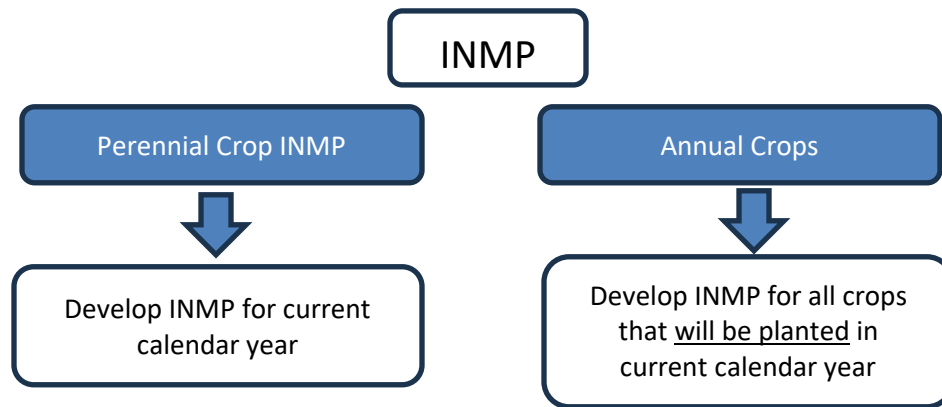 INMP
Perennial Crop INMP
Annual Crops
Develop INMP for current
calendar year
Develop INMP for all crops
that will be planted in
current calendar year